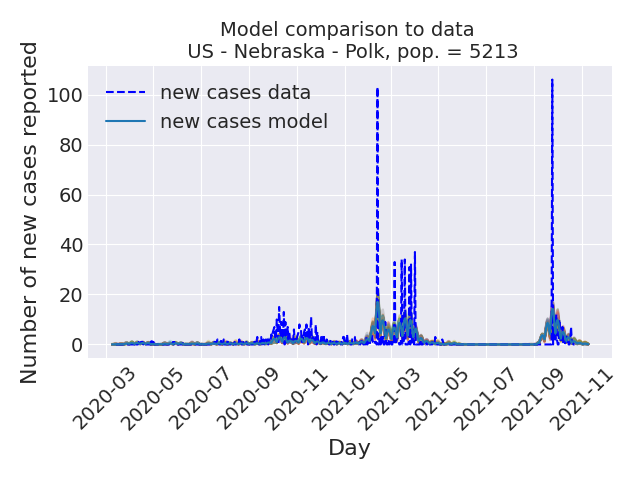 Model comparison to data
US - Nebraska - Polk, pop. = 5213
Number of new cases reported
100
80
60
40
20
0
new cases data
new cases model
2020-03
2020-05
2020-07
2020-09
2020-11
2021-01
2021-03
2021-05
2021-07
2021-09
2021-11
Day